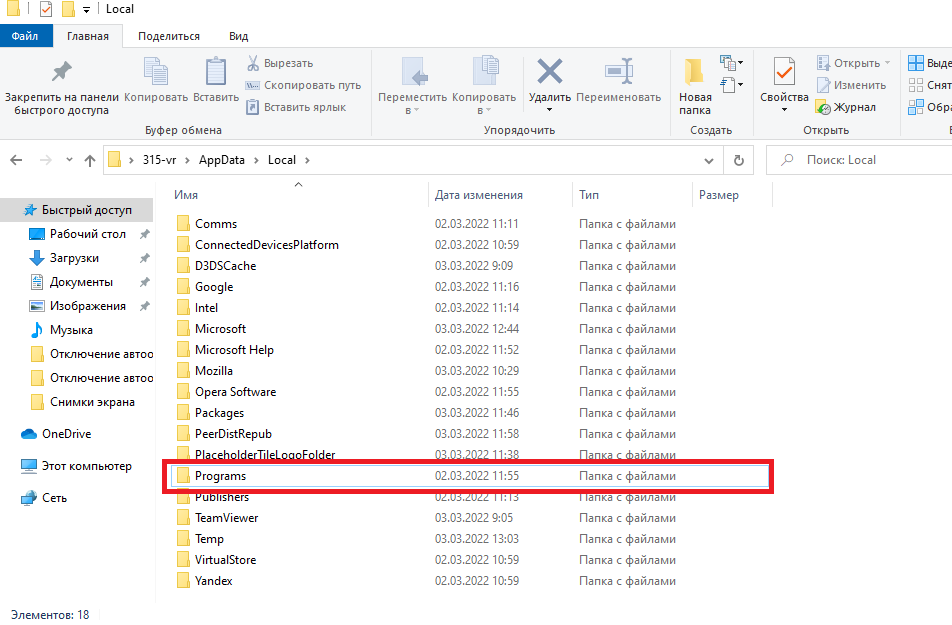 Local
Файл Главная Поделиться Вид
Закрепить на панели быстрого доступа
Копировать
Вставить
Вырезать
Скопировать путь
Вставить ярлык
Буфер обмена
Переместить в
Копировать в
Удалить
Переименовать
Упорядочить
Новая папка
Создать
Свойства
Открыть
Изменить
Журнал
Открыть
Выде
Снят
Обра
315-vr > AppData > Local >
Поиск: Local
Быстрый доступ
Рабочий стол
Загрузки
Документы
Изображения
Музыка
Отключение автоо
Отключение автоо
Снимки экрана
OneDrive
Этот компьютер
Сеть
Имя Дата изменения Тип Размер
Comms 02.03.2022 11:11 Папка с файлами
ConnectedDevicesPlatform 02.03.2022 10:59 Папка с файлами
D3DSCache 03.03.2022 9:09 Папка с файлами
Google 02.03.2022 11:16 Папка с файлами
Intel 02.03.2022 11:14 Папка с файлами
Microsoft 03.03.2022 12:44 Папка с файлами
Microsoft Help 02.03.2022 11:52 Папка с файлами
Mozilla 03.03.2022 10:29 Папка с файлами
Opera Software 02.03.2022 11:55 Папка с файлами
Packages 03.03.2022 11:46 Папка с файлами
PeerDistRepub 03.03.2022 11:58 Папка с файлами
PlaceholderTileLogoFolder 03.03.2022 11:38 Папка с файлами
Programs 02.03.2022 11:55 Папка с файлами
Publishers 02.03.2022 11:13 Папка с файлами
TeamViewer 03.03.2022 9:05 Папка с файлами
Temp 03.03.2022 13:03 Папка с файлами
VirtualStore 02.03.2022 10:59 Папка с файлами
Yandex 02.03.2022 10:59 Папка с файлами
Элементов: 18